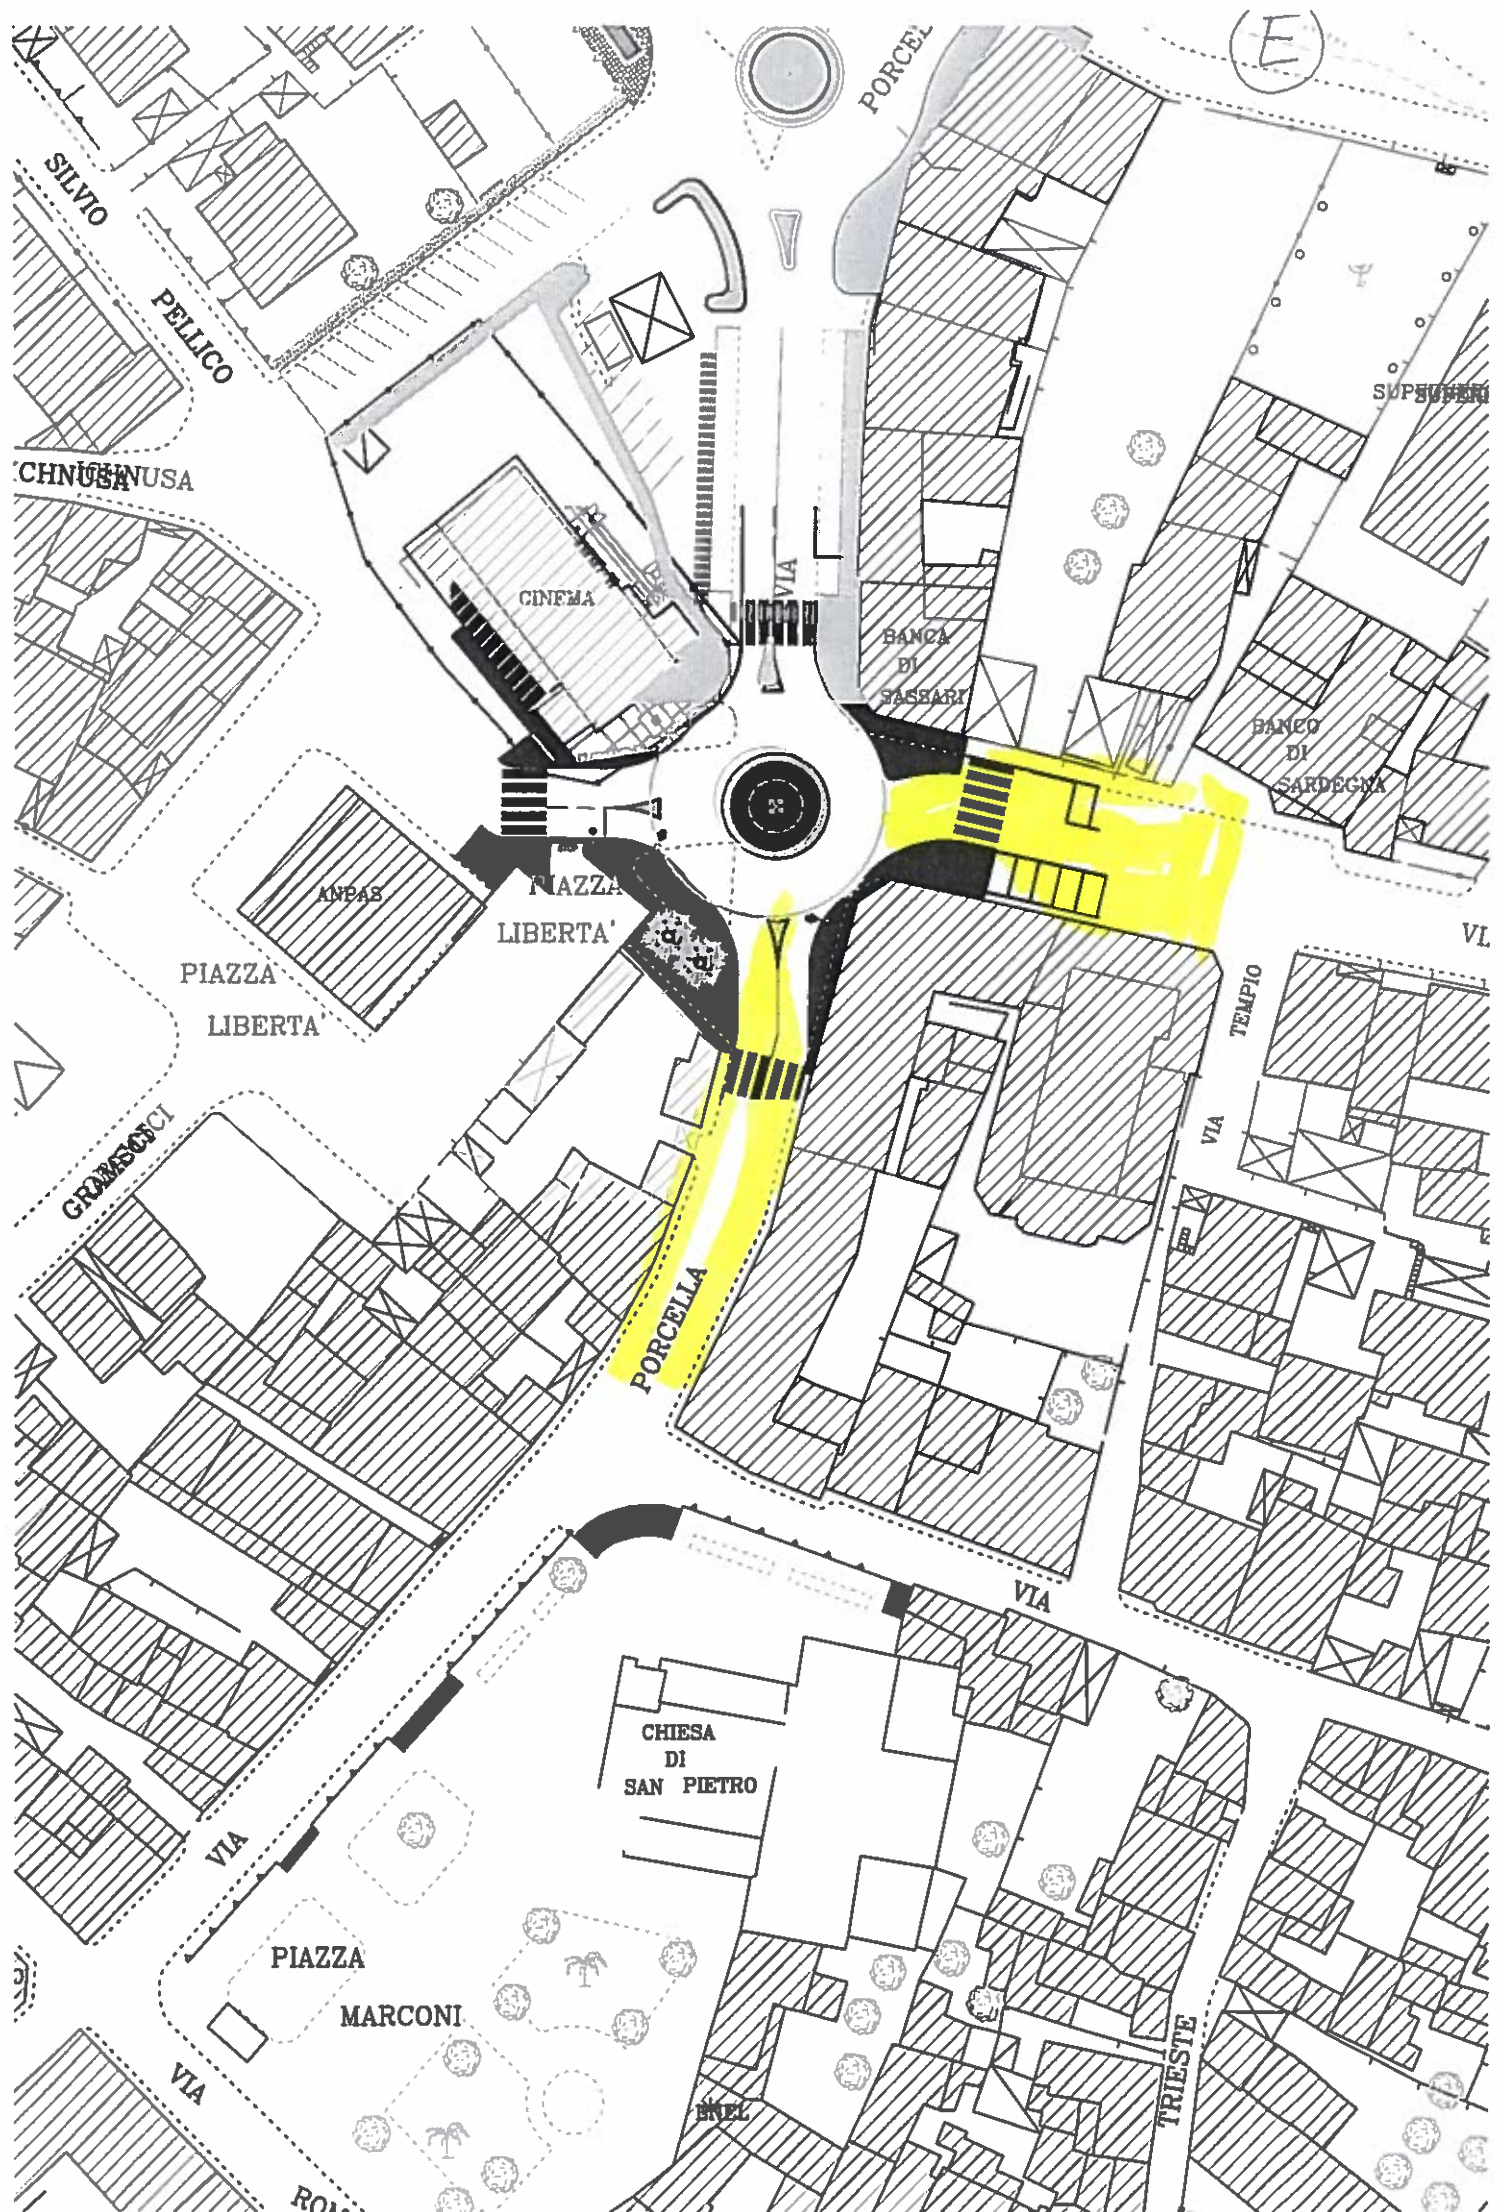 E
PORCEL
SILVIO
PELLICO
ICHNUSA
VIA
CINEMA
BANCA
DI
SASSARI
BANCO
DI
SARDEGNA
ANPAS
PIAZZA
LIBERTA'
PIAZZA
LIBERTA'
TEMPIO
VIA
GRAMSCI
PORCELLA
VIA
CHIESA
DI
SAN PIETRO
VIA
PIAZZA
MARCONI
TRIESTE
VIA
ENEL